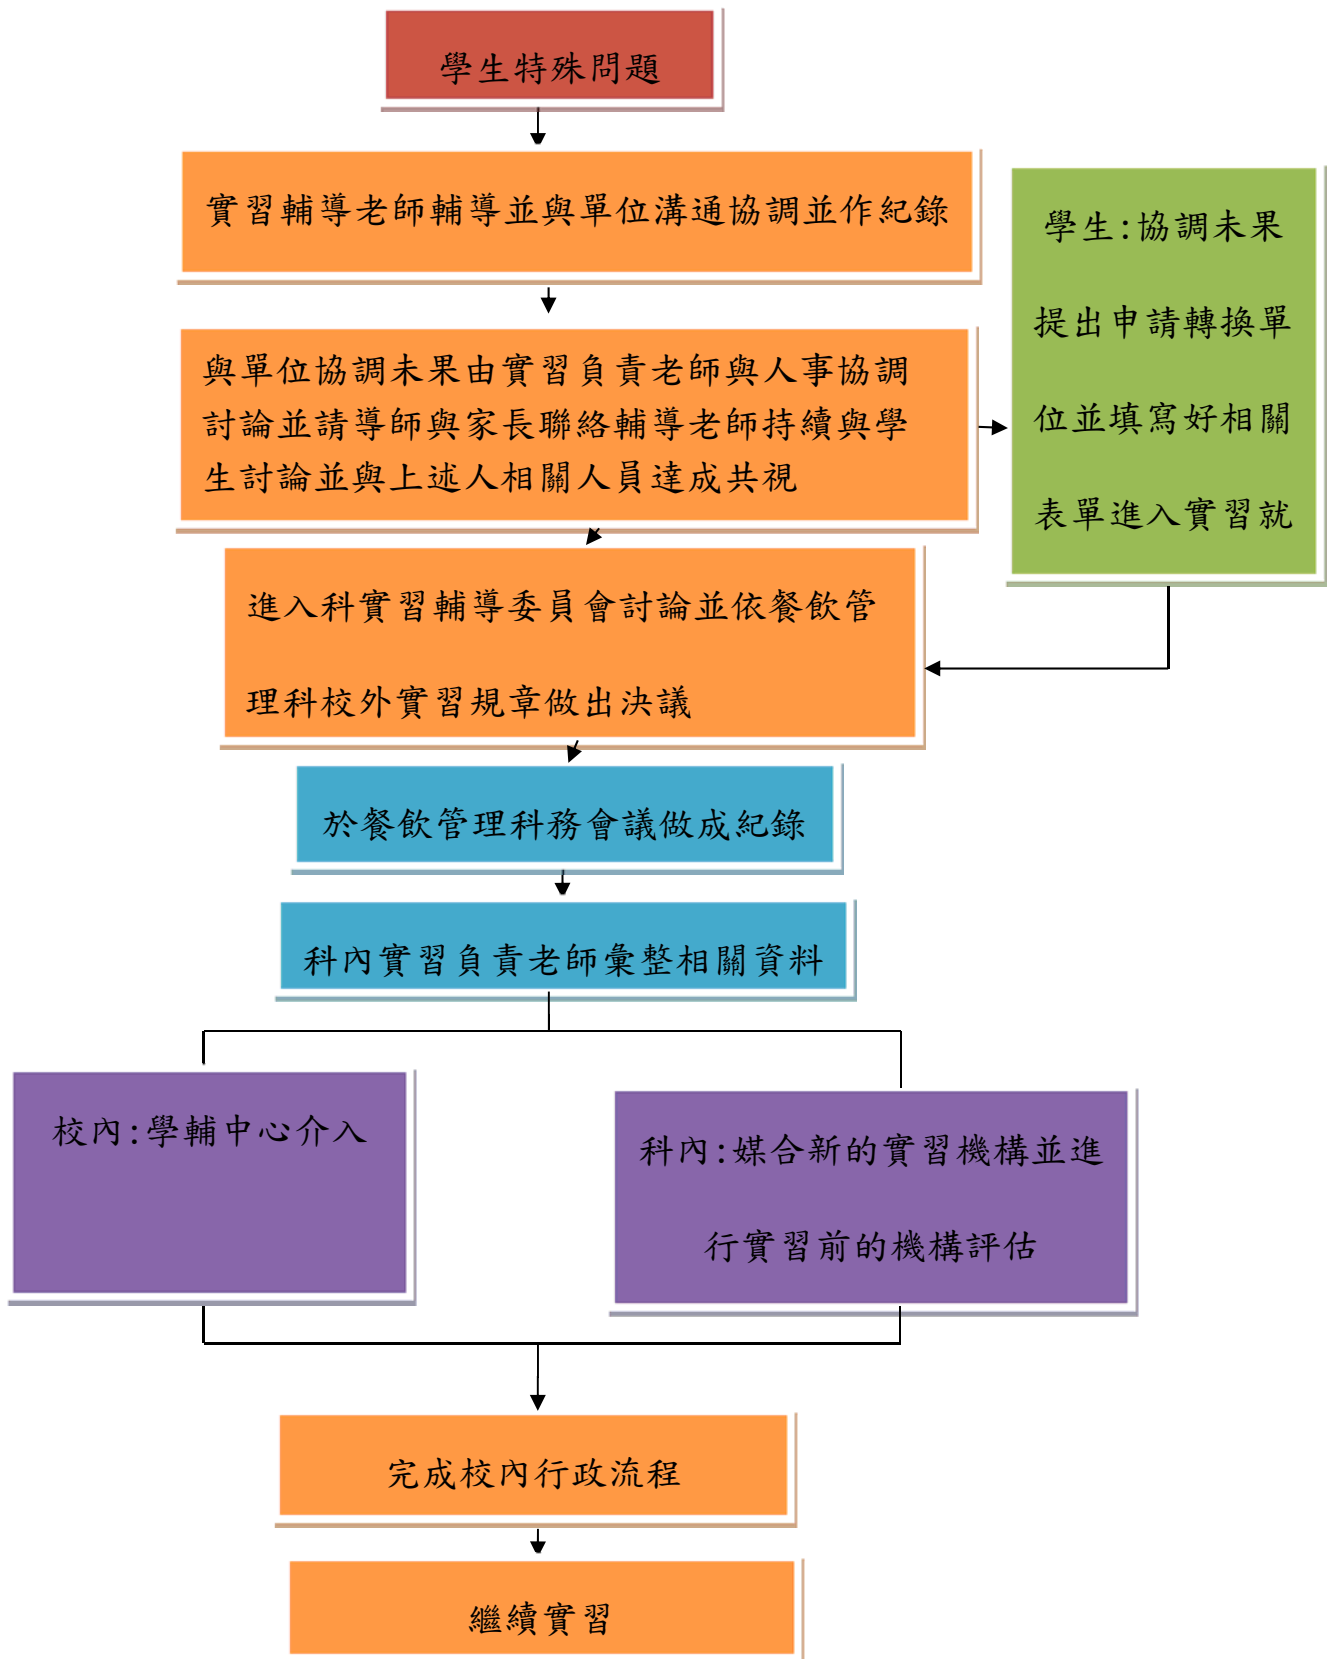 學生特殊問題
實習輔導老師輔導並與單位溝通協調並作紀錄
與單位協調未果由實習負責老師與人事協調
討論並請導師與家長聯絡輔導老師持續與學
生討論並與上述人相關人員達成共視
學生:協調未果
提出申請轉換單
位並填寫好相關
表單進入實習就
進入科實習輔導委員會討論並依餐飲管
理科校外實習規章做出決議
於餐飲管理科務會議做成紀錄
科內實習負責老師彙整相關資料
校內:學輔中心介入
科內:媒合新的實習機構並進
行實習前的機構評估
完成校內行政流程
繼續實習